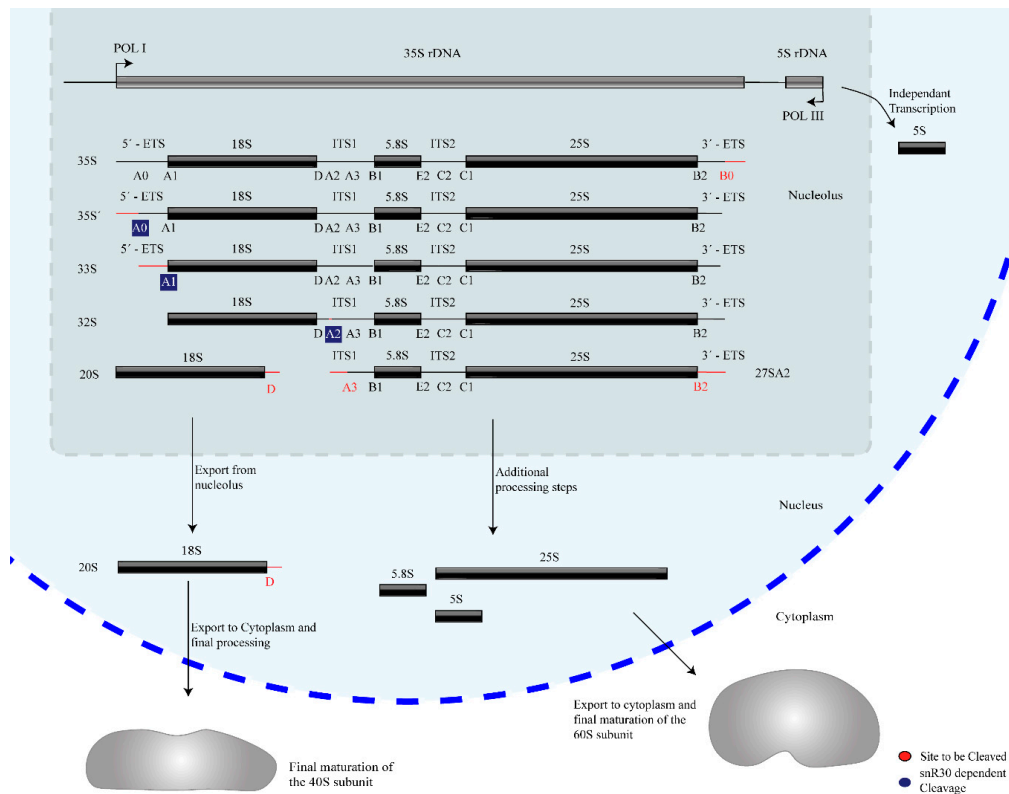 35S rDNA
5S rDNA
POL I
POL III
Independant
Transcription
5S
5´ - ETS 18S ITS1 5.8S ITS2 25S 3´ - ETS
35S
A0 A1 D A2 A3 B1 E2 C2 C1 B2 B0
Nucleolus
5´ - ETS 18S ITS1 5.8S ITS2 25S 3´ - ETS
35S´
A0 A1 D A2 A3 B1 E2 C2 C1 B2
5´ - ETS 18S ITS1 5.8S ITS2 25S 3´ - ETS
33S
A1 D A2 A3 B1 E2 C2 C1 B2
18S ITS1 5.8S ITS2 25S 3´ - ETS
32S
D A2 A3 B1 E2 C2 C1 B2
18S ITS1 5.8S ITS2 25S 3´ - ETS
20S 27SA2
D A3 B1 E2 C2 C1 B2
Export from
nucleolus
Additional
processing steps
Nucleus
18S
20S
D
25S
5.8S
5S
Cytoplasm
Export to Cytoplasm and
final processing
Export to cytoplasm and
final maturation of the
60S subunit
Final maturation of
the 40S subunit
Site to be Cleaved
snR30 dependent
Cleavage